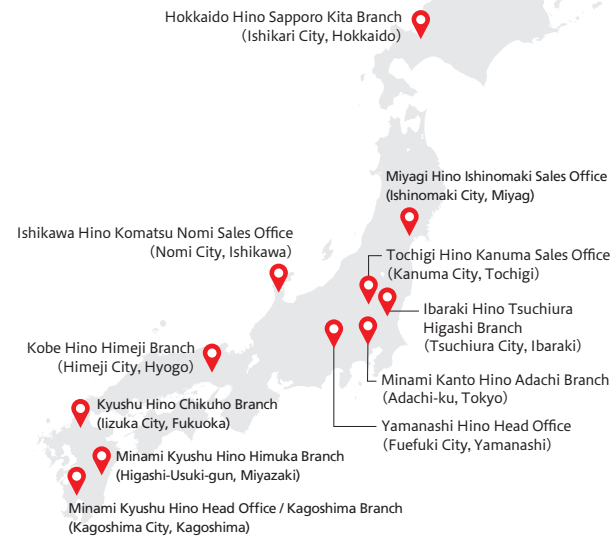 Hokkaido Hino Sapporo Kita Branch
(Ishikari City, Hokkaido)
Miyagi Hino Ishinomaki Sales Office
(Ishinomaki City, Miyag)
Ishikawa Hino Komatsu Nomi Sales Office
(Nomi City, Ishikawa)
Tochigi Hino Kanuma Sales Office
(Kanuma City, Tochigi)
Ibaraki Hino Tsuchiura
Higashi Branch
(Tsuchiura City, Ibaraki)
Kobe Hino Himeji Branch
(Himeji City, Hyogo)
Minami Kanto Hino Adachi Branch
(Adachi-ku, Tokyo)
Kyushu Hino Chikuho Branch
(Iizuka City, Fukuoka)
Yamanashi Hino Head Office
(Fuefuki City, Yamanashi)
Minami Kyushu Hino Himuka Branch
(Higashi-Usuki-gun, Miyazaki)
Minami Kyushu Hino Head Office / Kagoshima Branch
(Kagoshima City, Kagoshima)